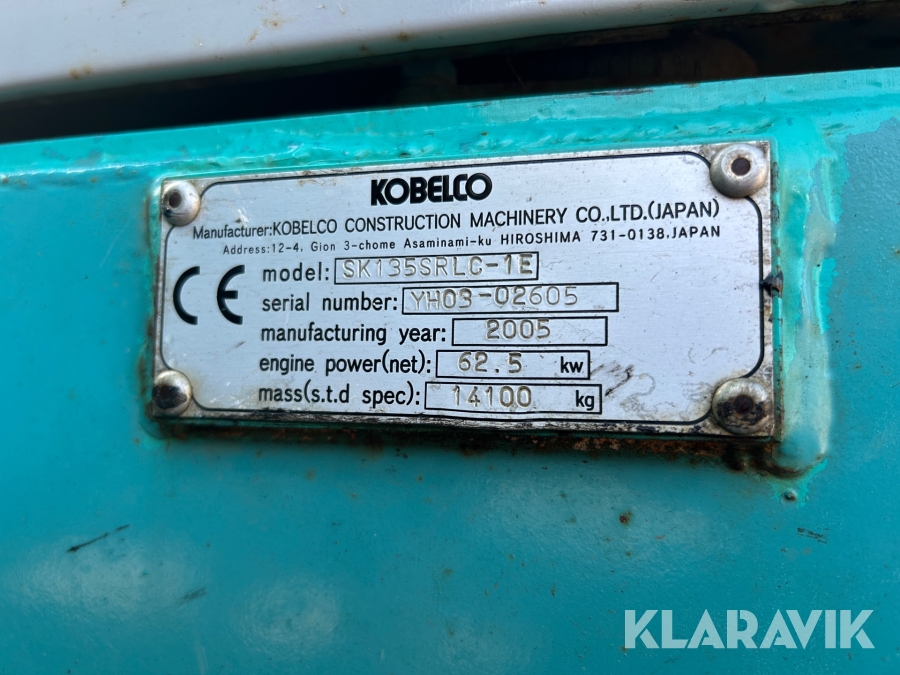 KOBELCO
Manufacturer:KOBELCO CONSTRUCTION MACHINERY CO.,LTD.(JAPAN)
Address:12-4, Gion 3-chome Asaminami-ku HIROSHIMA 731-0138.JAPAN
CE
model: SK135SRLC-1E
serial number: YH03-02605
manufacturing year: 2005
engine power(net): 62.5 kw
mass(s.t.d spec): 14100 kg
KLARAVIK